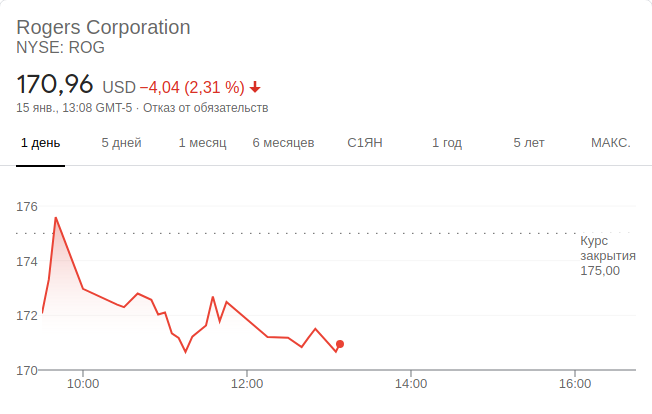 Rogers Corporation
NYSE: ROG
170,96 USD −4,04 (2,31 %)
15 янв., 13:08 GMT-5 · Отказ от обязательств
1 день 5 дней 1 месяц 6 месяцев С1ЯН 1 год 5 лет МАКС.
176
Курс
закрытия
175,00
174
172
170
10:00 12:00 14:00 16:00